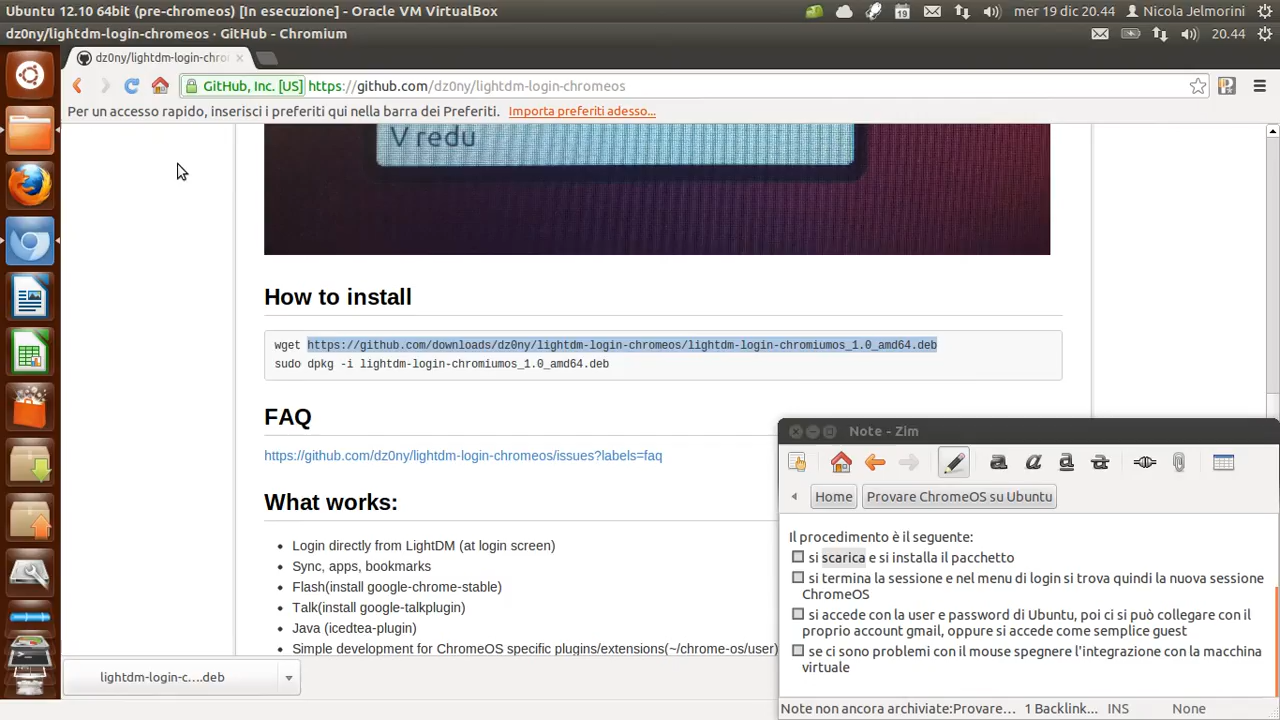 Ubuntu 12.10 64bit (pre-chromeos) [In esecuzione] - Oracle VM VirtualBox
19
mer 19 dic 20.44
Nicola Jelmorini
dz0ny/lightdm-login-chromeos · GitHub - Chromium
20.44
dz0ny/lightdm-login-chro
GitHub, Inc. [US]
https://github.com/dz0ny/lightdm-login-chromeos
Per un accesso rapido, inserisci i preferiti qui nella barra dei Preferiti.
Importa preferiti adesso...
V redu
How to install
wget https://github.com/downloads/dz0ny/lightdm-login-chromeos/lightdm-login-chromiumos_1.0_amd64.deb
sudo dpkg -i lightdm-login-chromiumos_1.0_amd64.deb
FAQ
https://github.com/dz0ny/lightdm-login-chromeos/issues?labels=faq
What works:
Login directly from LightDM (at login screen)
Sync, apps, bookmarks
Flash(install google-chrome-stable)
Talk(install google-talkplugin)
Java (icedtea-plugin)
Simple development for ChromeOS specific plugins/extensions(~/chrome-os/user)
lightdm-login-c....deb
Note - Zim
Home
Provare ChromeOS su Ubuntu
Il procedimento è il seguente:
si scarica e si installa il pacchetto
si termina la sessione e nel menu di login si trova quindi la nuova sessione
ChromeOS
si accede con la user e password di Ubuntu, poi ci si può collegare con il
proprio account gmail, oppure si accede come semplice guest
se ci sono problemi con il mouse spegnere l'integrazione con la macchina
virtuale
Note non ancora archiviate:Provare...
1 Backlink...
INS
None